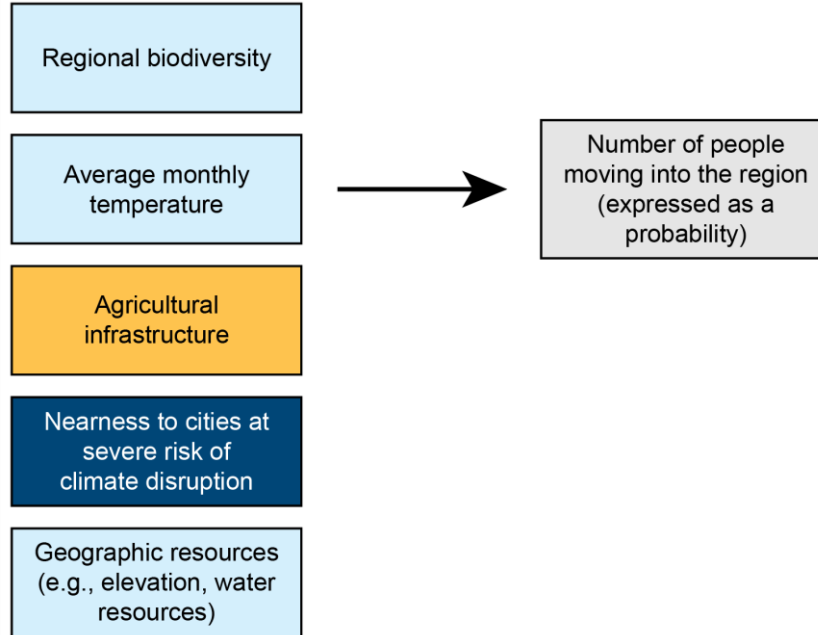 Regional biodiversity
Average monthly
temperature
Agricultural
infrastructure
Nearness to cities at
severe risk of
climate disruption
Geographic resources
(e.g., elevation, water
resources)
Number of people
moving into the region
(expressed as a
probability)